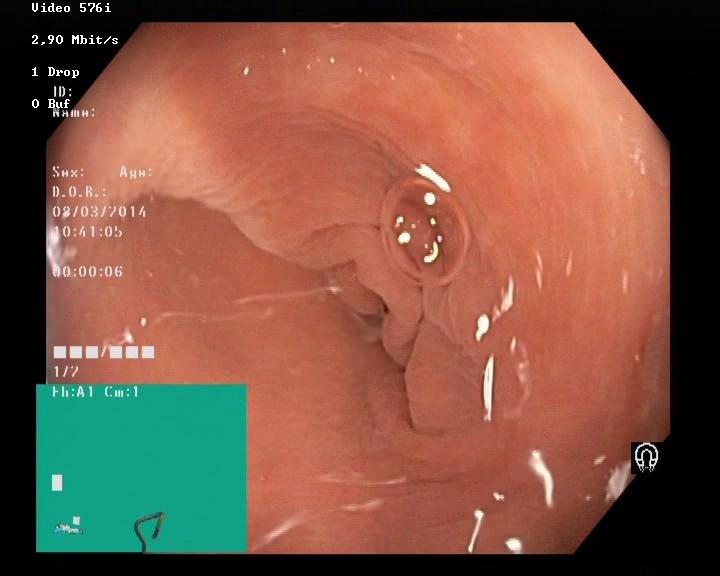 Video 576i
2,90 Mbit/s
1 Drop
0 Buf
ID:
Name:
Sex: Age:
D.O.B.:
08/03/2014
10:41:05
00:00:06
■■■/■■■
1/2
Eh:A1 Cm:1